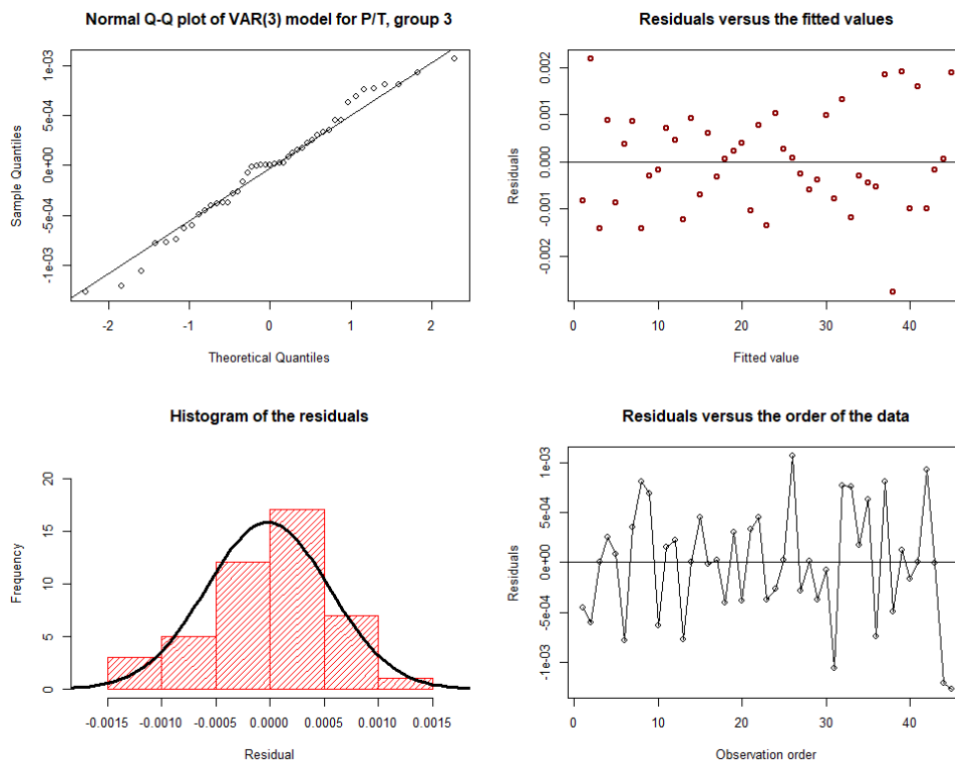 Normal Q-Q plot of VAR(3) model for P/T, group 3
Sample Quantiles
1e-03
5e-04
0e+00
-5e-04
-1e-03
-2 -1 0 1 2
Theoretical Quantiles
Residuals versus the fitted values
Residuals
0.002
0.001
0.000
-0.001
-0.002
0 10 20 30 40
Fitted value
Histogram of the residuals
Frequency
20
15
10
5
0
-0.0015 -0.0005 0.0000 0.0005 0.0010 0.0015
Residual
Residuals versus the order of the data
Residuals
1e-03
5e-04
0e+00
-5e-04
-1e-03
0 10 20 30 40
Observation order